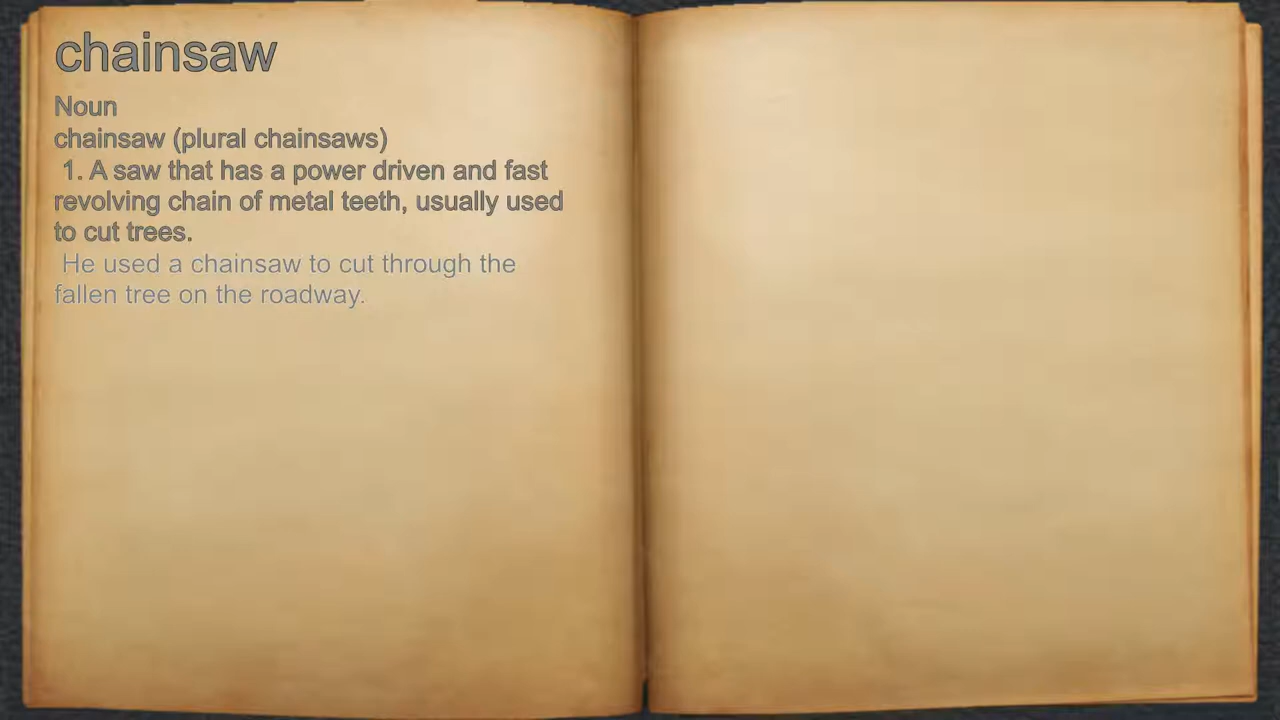 chainsaw
Noun
chainsaw (plural chainsaws)
1. A saw that has a power driven and fast
revolving chain of metal teeth, usually used
to cut trees.
He used a chainsaw to cut through the
fallen tree on the roadway.